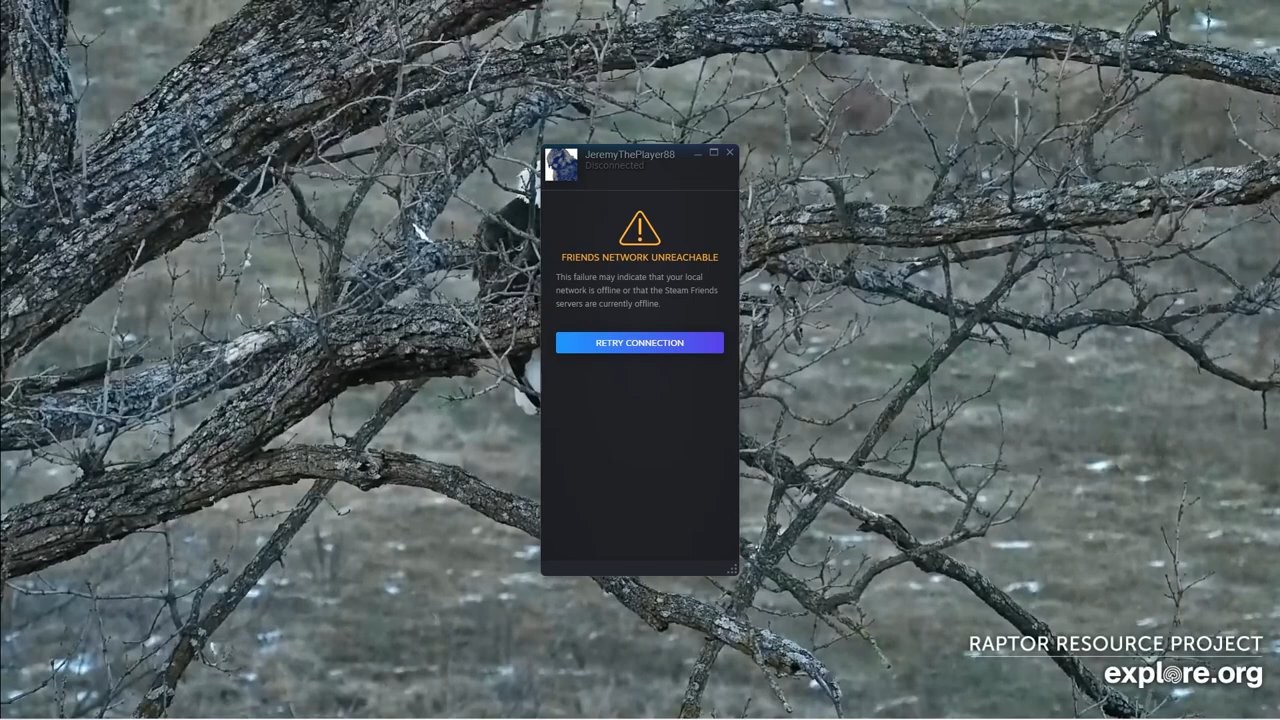 JeremyThePlayer88
Disconnected
FRIENDS NETWORK UNREACHABLE
This failure may indicate that your local
network is offline or that the Steam Friends
servers are currently offline.
RETRY CONNECTION
RAPTOR RESOURCE PROJECT
explore.org